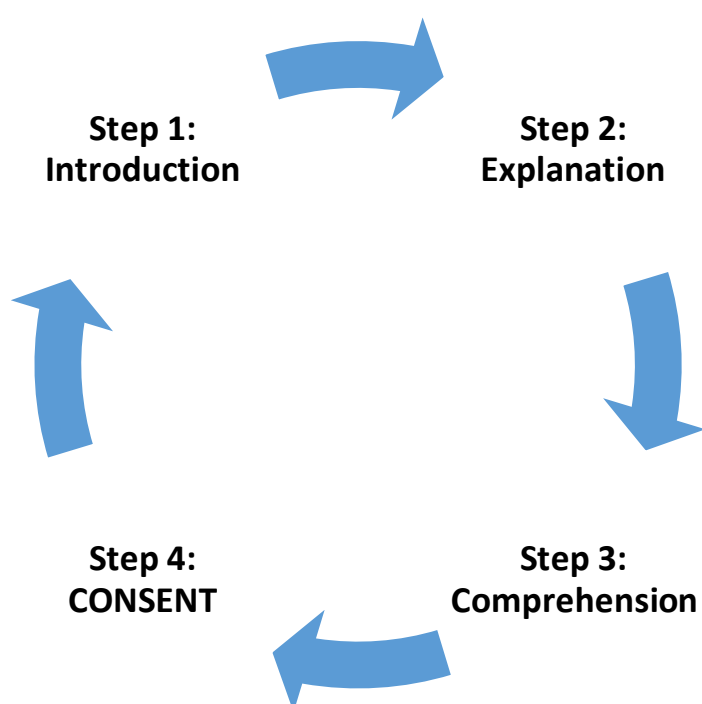 Step 1:
Introduction
Step 2:
Explanation
Step 3:
Comprehension
Step 4:
CONSENT